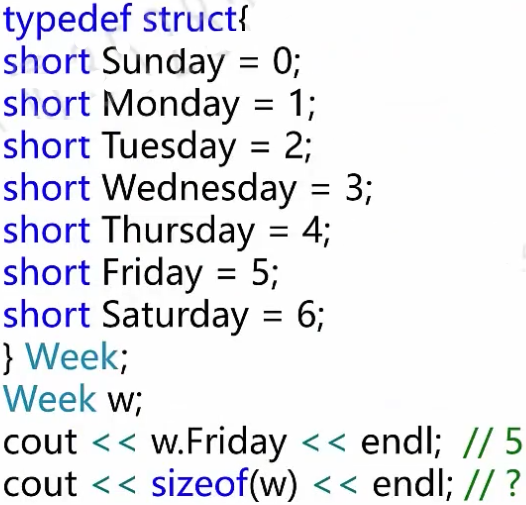 typedef struct{
short Sunday = 0;
short Monday = 1;
short Tuesday = 2;
short Wednesday = 3;
short Thursday = 4;
short Friday = 5;
short Saturday = 6;
} Week;
Week w;
cout << w.Friday << endl; // 5
cout << sizeof(w) << endl; // ?